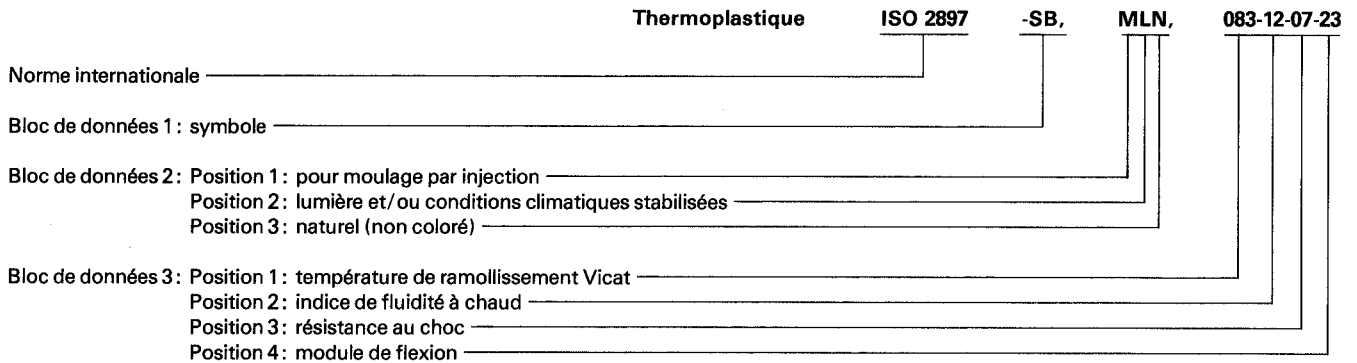 Thermoplastique ISO 2897 -SB, MLN, 083-12-07-23
Norme internationale
Bloc de données 1 : symbole
Bloc de données 2 : Position 1 : pour moulage par injection
Position 2 : lumière et/ou conditions climatiques stabilisées
Position 3 : naturel (non coloré)
Bloc de données 3 : Position 1 : température de ramollissement Vicat
Position 2 : indice de fluidité à chaud
Position 3 : résistance au choc
Position 4 : module de flexion